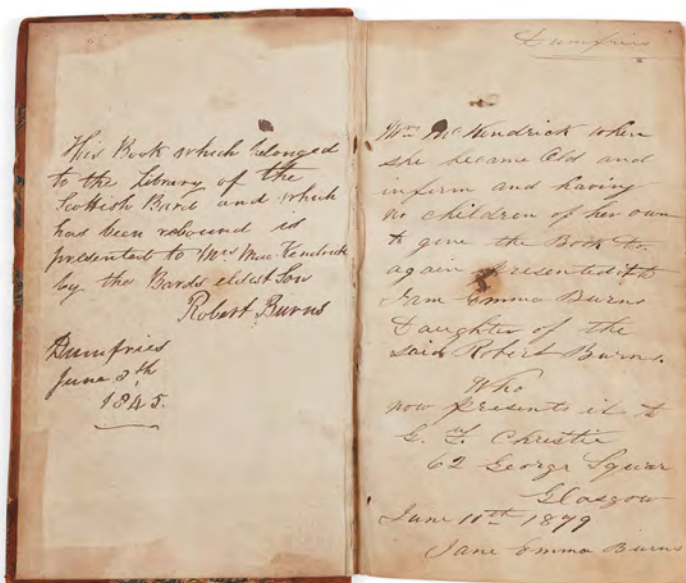 His Book which belonged
to the Library of the
Scottish Bard and which
has been rebound is
presented to Mrs MacKendrick
by the Bards eldest Son
Robert Burns
Dumfries
June 8th
1845.
Dumfries
Mrs McKendrick when
she became Old and
infirm and having
no children of her own
to give the Book to.
again presented it to
Jane Emma Burns
Daughter of the
said Robert Burns.
Who
now presents it to
G. Christie
62 George Squar
Glasgow
June 11th 1879
Jane Emma Burns